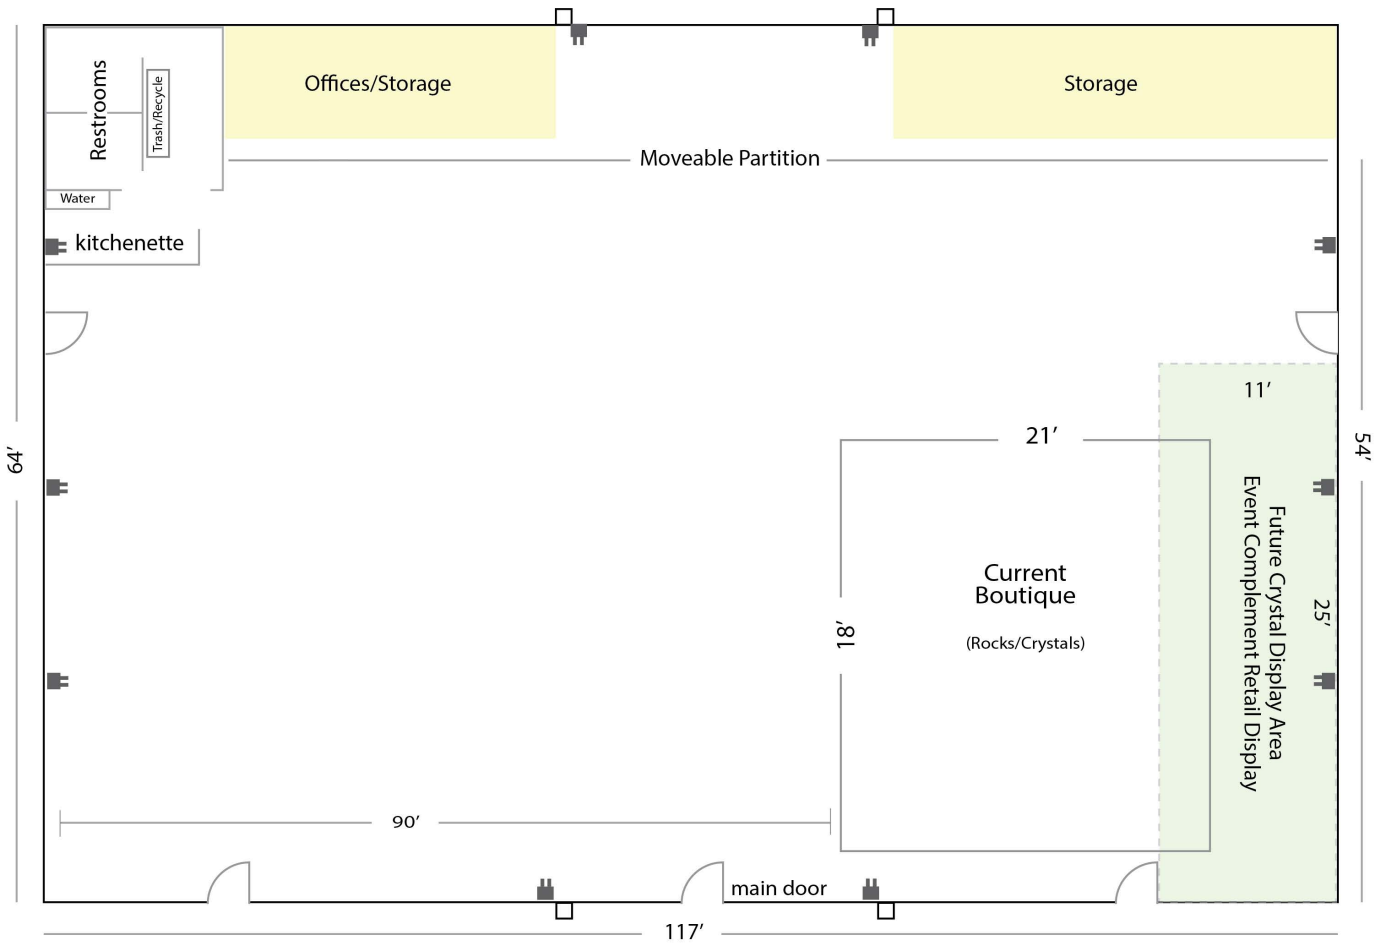 Restrooms
Trash/Recycle
Offices/Storage
Storage
Moveable Partition
Water
kitchenette
64′
54′
11′
21′
Future Crystal Display Area
Event Complement Retail Display
25′
Current
Boutique
(Rocks/Crystals)
18′
90′
main door
117′